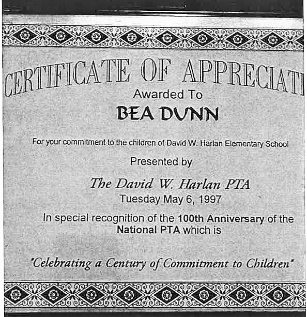 CERTIFICATE OF APPRECIATI
Awarded To
BEA DUNN
For your commitment to the children of David W. Harlan Elementary School
Presented by
The David W. Harlan PTA
Tuesday May 6, 1997
In special recognition of the 100th Anniversary of the
National PTA which is
"Celebrating a Century of Commitment to Children"